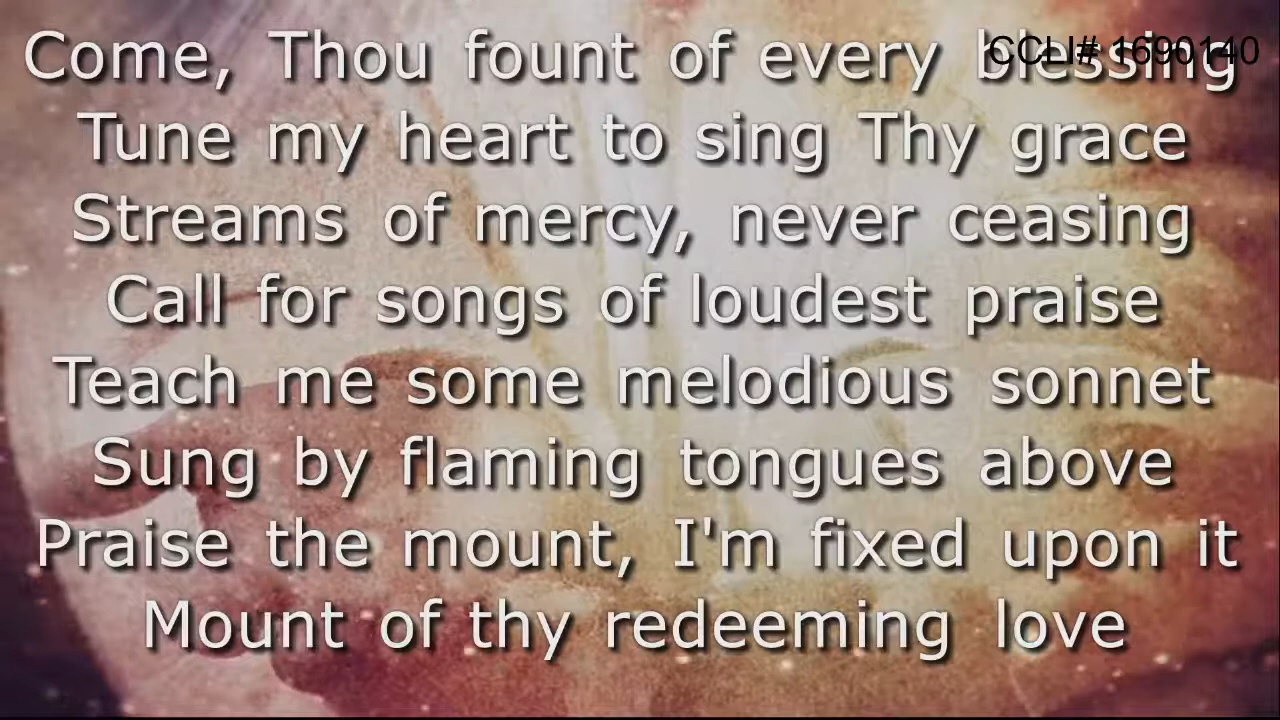 Come, Thou fount of every blessing
CCLI# 1690140
Tune my heart to sing Thy grace
Streams of mercy, never ceasing
Call for songs of loudest praise
Teach me some melodious sonnet
Sung by flaming tongues above
Praise the mount, I'm fixed upon it
Mount of thy redeeming love